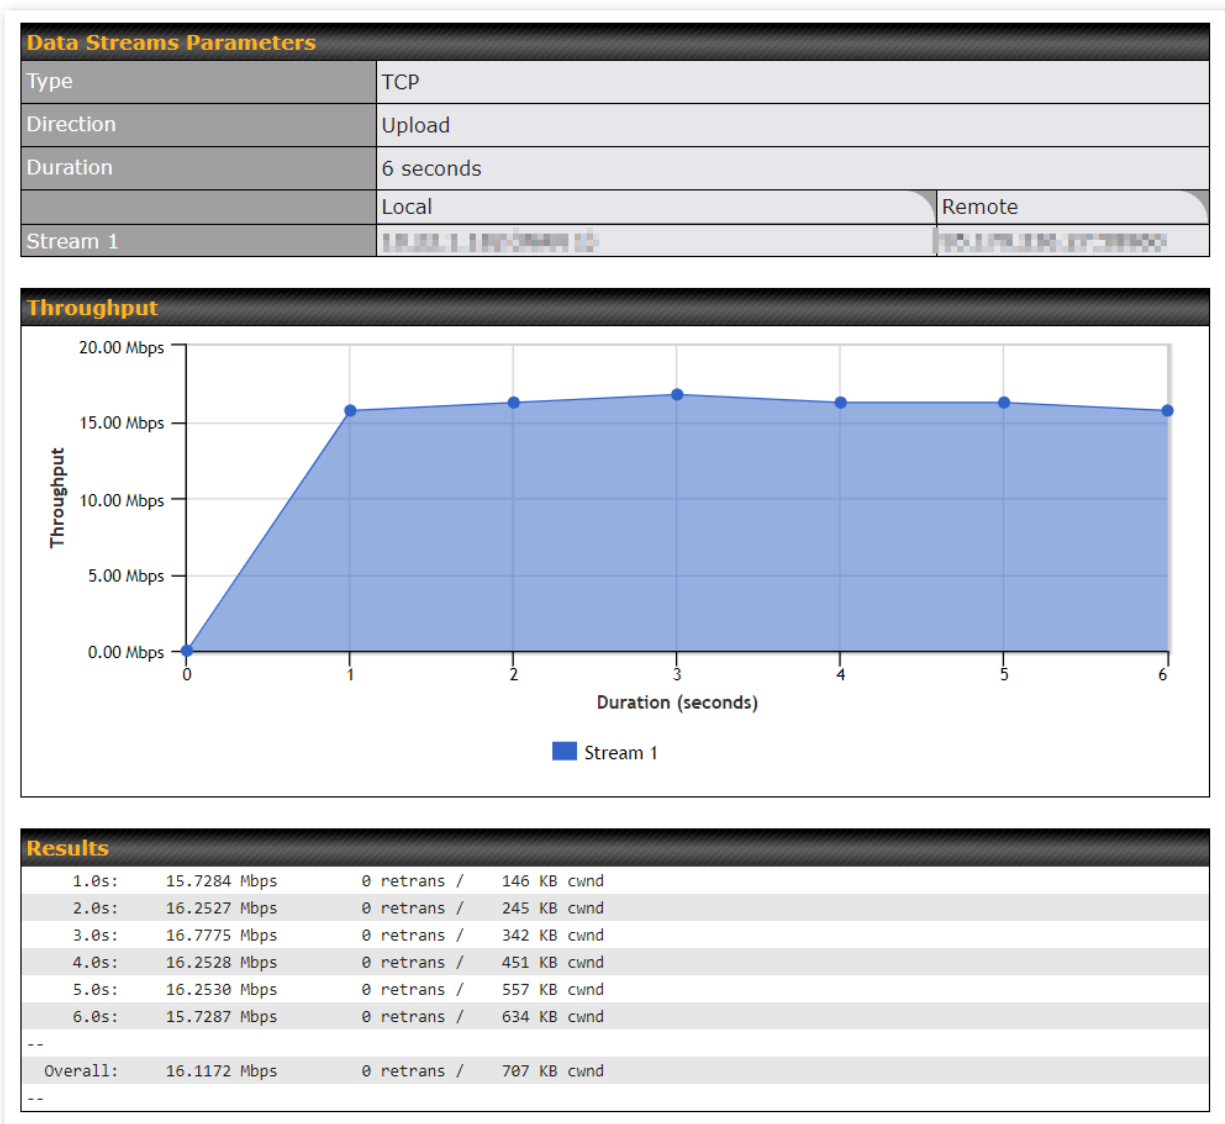 Data Streams Parameters
Type TCP
Direction Upload
Duration 6 seconds
Local Remote
Stream 1
Throughput
20.00 Mbps
15.00 Mbps
10.00 Mbps
5.00 Mbps
0.00 Mbps
Throughput
0 1 2 3 4 5 6
Duration (seconds)
Stream 1
Results
1.0s: 15.7284 Mbps 0 retrans / 146 KB cwnd
2.0s: 16.2527 Mbps 0 retrans / 245 KB cwnd
3.0s: 16.7775 Mbps 0 retrans / 342 KB cwnd
4.0s: 16.2528 Mbps 0 retrans / 451 KB cwnd
5.0s: 16.2530 Mbps 0 retrans / 557 KB cwnd
6.0s: 15.7287 Mbps 0 retrans / 634 KB cwnd
--
Overall: 16.1172 Mbps 0 retrans / 707 KB cwnd
--